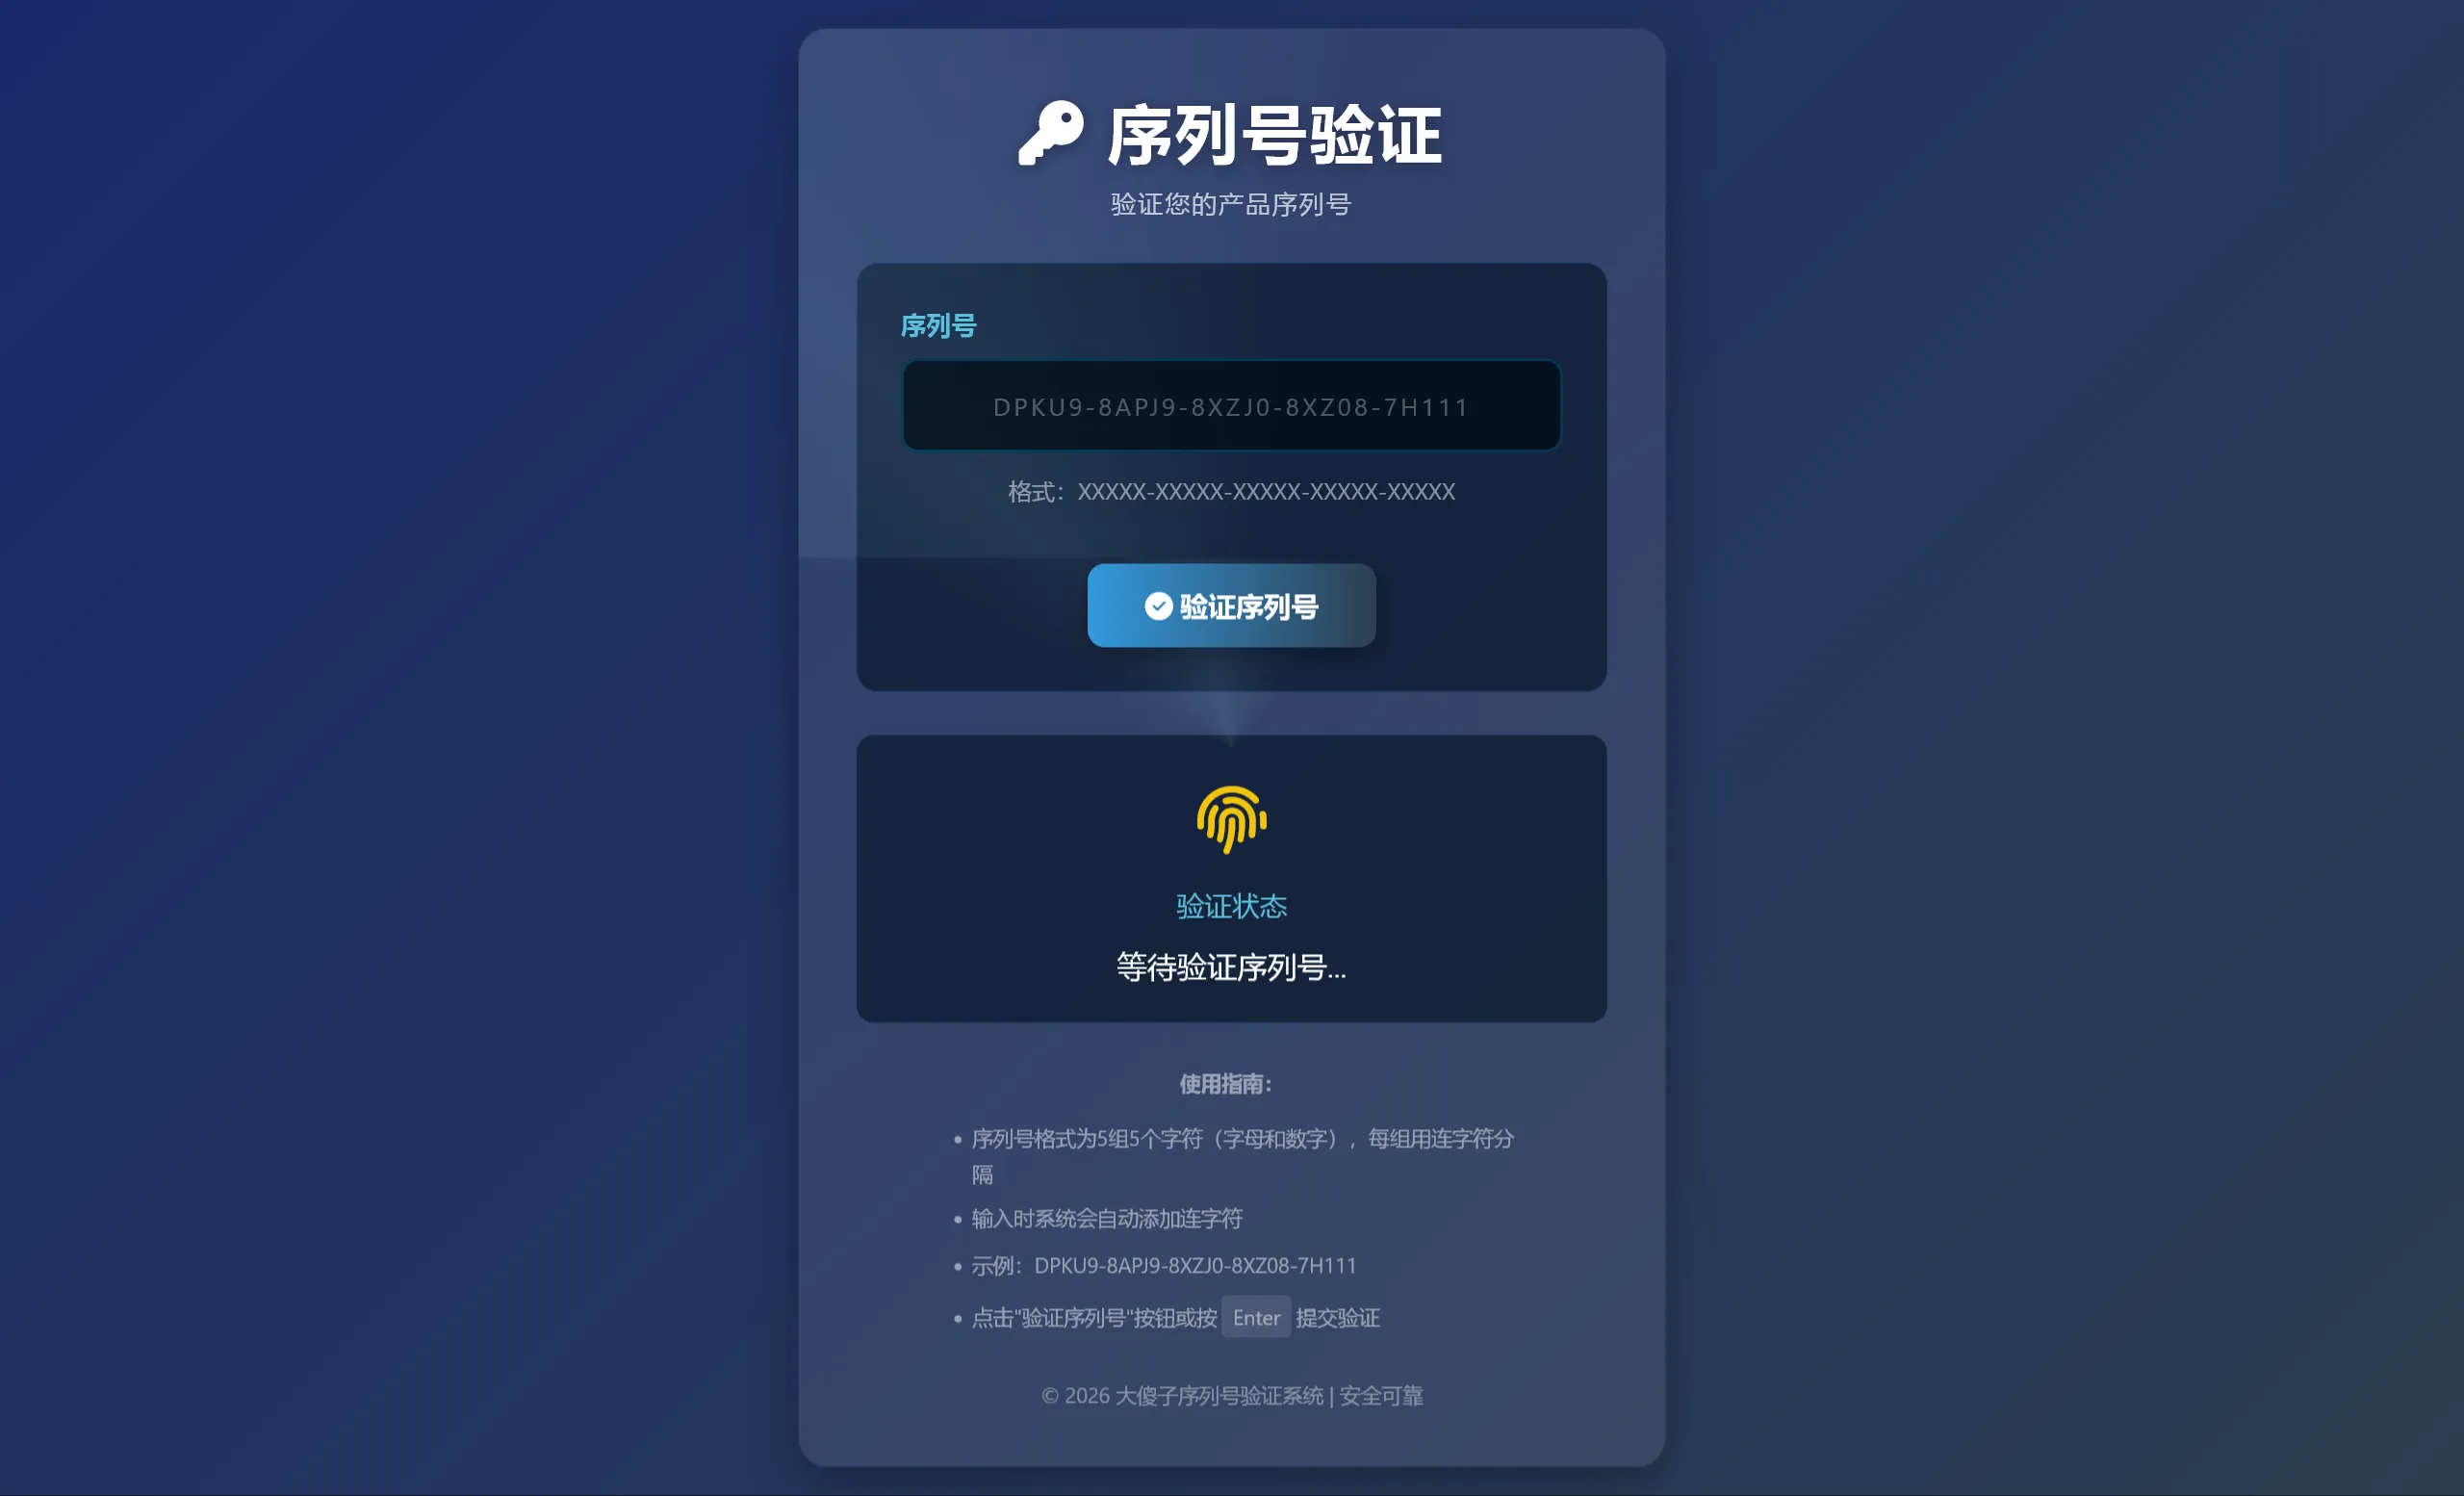 序列号验证
验证您的产品序列号
序列号
DPKU9-8APJ9-8XZJ0-8XZ08-7H111
格式：XXXXX-XXXXX-XXXXX-XXXXX-XXXXX
验证序列号
验证状态
等待验证序列号...
使用指南：
• 序列号格式为5组5个字符（字母和数字），每组用连字符分
隔
• 输入时系统会自动添加连字符
• 示例：DPKU9-8APJ9-8XZJ0-8XZ08-7H111
• 点击"验证序列号"按钮或按 Enter 提交验证
© 2026 大傻子序列号验证系统 | 安全可靠